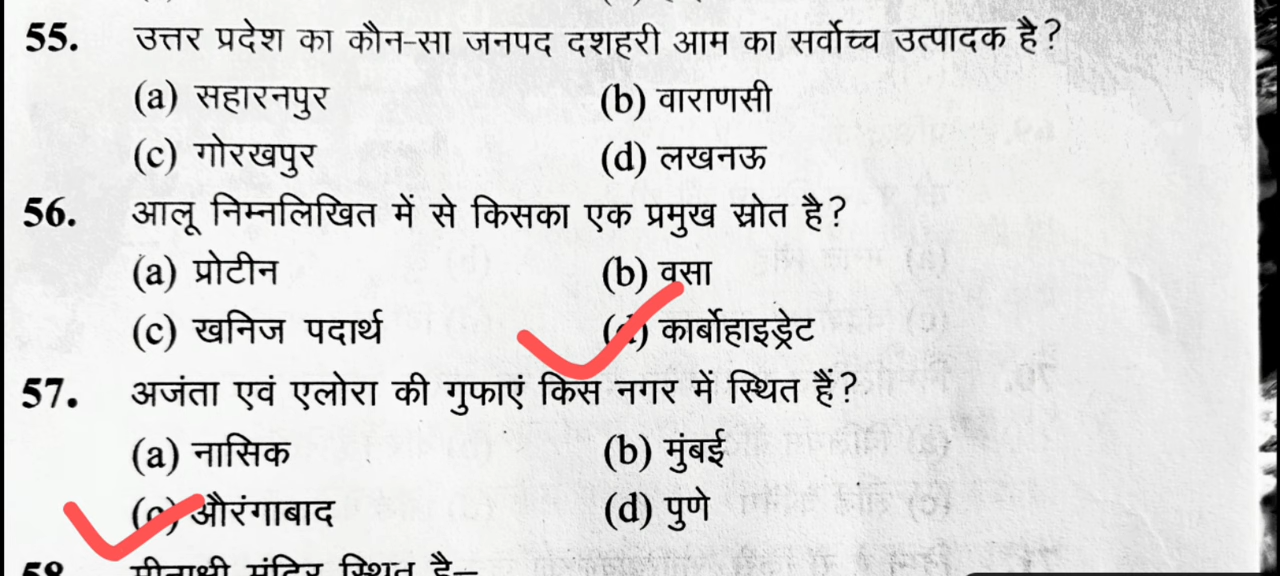 55. उत्तर प्रदेश का कौन-सा जनपद दशहरी आम का सर्वोच्च उत्पादक है?
(a) सहारनपुर (b) वाराणसी
(c) गोरखपुर (d) लखनऊ
56. आलू निम्नलिखित में से किसका एक प्रमुख स्रोत है?
(a) प्रोटीन (b) वसा
(c) खनिज पदार्थ (d) कार्बोहाइड्रेट
57. अजंता एवं एलोरा की गुफाएं किस नगर में स्थित हैं?
(a) नासिक (b) मुंबई
(c) औरंगाबाद (d) पुणे
58. मीनाक्षी मंदिर स्थित है–